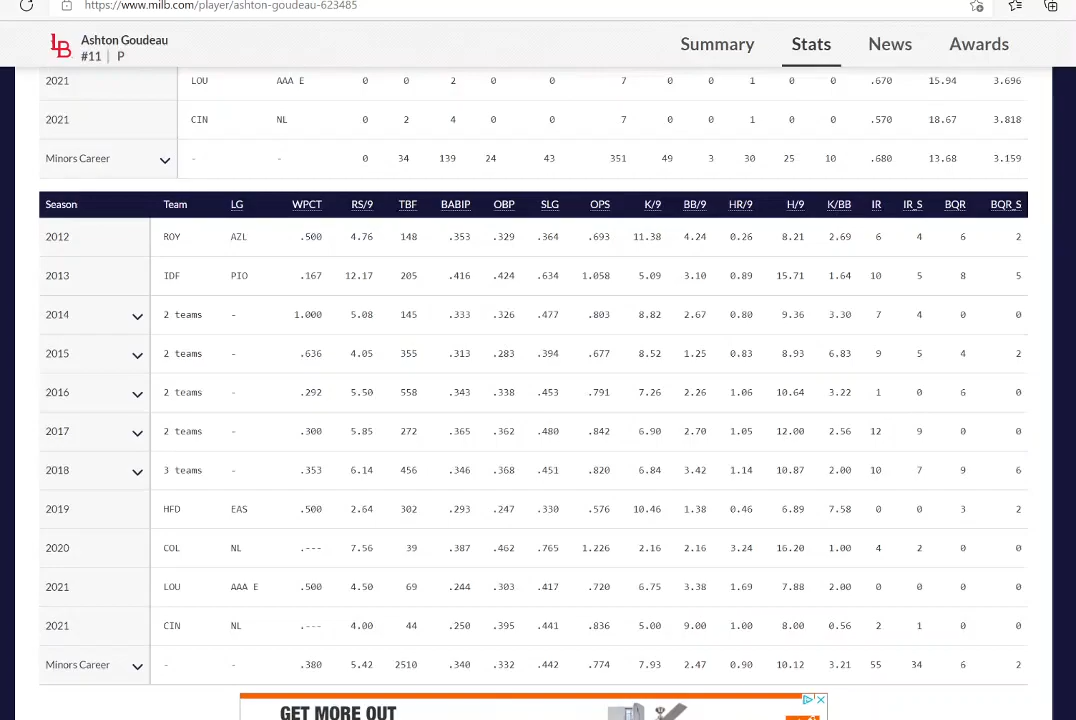 https://www.milb.com/player/ashton-goudeau-623485
LB Ashton Goudeau
#11 | P
Summary Stats News Awards
2021 LOU AAA E 0 0 2 0 0 7 0 0 1 0 0 .670 15.94 3.696
2021 CIN NL 0 2 4 0 0 7 0 0 1 0 0 .570 18.67 3.818
Minors Career - - 0 34 139 24 43 351 49 3 30 25 10 .680 13.68 3.159
Season Team LG WPCT RS/9 TBF BABIP OBP SLG OPS K/9 BB/9 HR/9 H/9 K/BB IR IR_S BQR BQR_S
2012 ROY AZL .500 4.76 148 .353 .329 .364 .693 11.38 4.24 0.26 8.21 2.69 6 4 6 2
2013 IDF PIO .167 12.17 205 .416 .424 .634 1.058 5.09 3.10 0.89 15.71 1.64 10 5 8 5
2014 2 teams - 1.000 5.08 145 .333 .326 .477 .803 8.82 2.67 0.80 9.36 3.30 7 4 0 0
2015 2 teams - .636 4.05 355 .313 .283 .394 .677 8.52 1.25 0.83 8.93 6.83 9 5 4 2
2016 2 teams - .292 5.50 558 .343 .338 .453 .791 7.26 2.26 1.06 10.64 3.22 1 0 6 0
2017 2 teams - .300 5.85 272 .365 .362 .480 .842 6.90 2.70 1.05 12.00 2.56 12 9 0 0
2018 3 teams - .353 6.14 456 .346 .368 .451 .820 6.84 3.42 1.14 10.87 2.00 10 7 9 6
2019 HFD EAS .500 2.64 302 .293 .247 .330 .576 10.46 1.38 0.46 6.89 7.58 0 0 3 2
2020 COL NL .--- 7.56 39 .387 .462 .765 1.226 2.16 2.16 3.24 16.20 1.00 4 2 0 0
2021 LOU AAA E .500 4.50 69 .244 .303 .417 .720 6.75 3.38 1.69 7.88 2.00 0 0 0 0
2021 CIN NL .--- 4.00 44 .250 .395 .441 .836 5.00 9.00 1.00 8.00 0.56 2 1 0 0
Minors Career - - .380 5.42 2510 .340 .332 .442 .774 7.93 2.47 0.90 10.12 3.21 55 34 6 2
GET MORE OUT